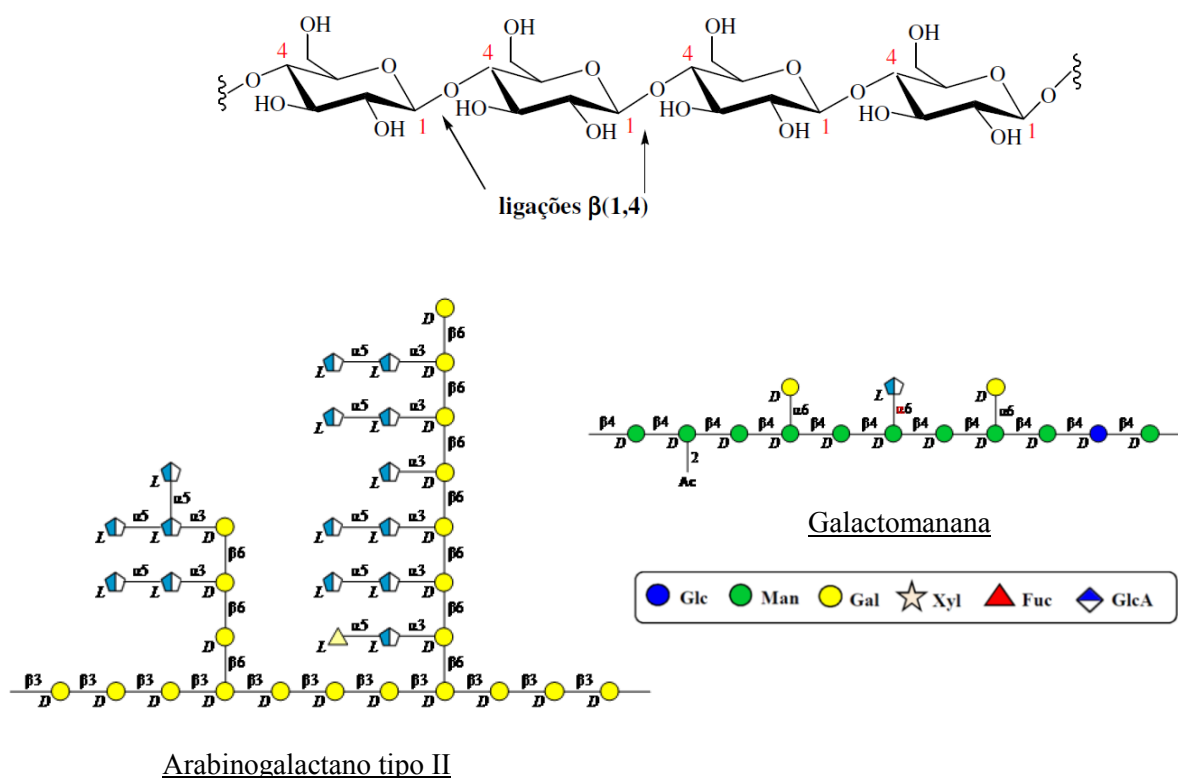 OH OH OH OH
4 O 4 O 4 O 4 O
O O O O O
HO HO HO HO
OH 1 OH 1 OH 1 OH 1
ligações β(1,4)
D
β6
L α5 L α3 D
β6
L α5 L α3 D
β6
L α3 D
β6
L α5 L α3 D
β6
L α5 L α3 D
β6
L α5 L α3 D
β6
L
α5
L α5 L α3 D
β6
L α5 L α3 D
β6
D
β6
β3 β3 β3 β3 β3 β3 β3 β3 β3 β3 β3
D D D D D D D D D D D
Arabinogalactano tipo II
D L D
α6 α6 α6
β4 β4 β4 β4 β4 β4 β4 β4 β4 β4 β4
D D D D D D D D D D D
2
Ac
Galactomanana
Glc Man Gal Xyl Fuc GlcA